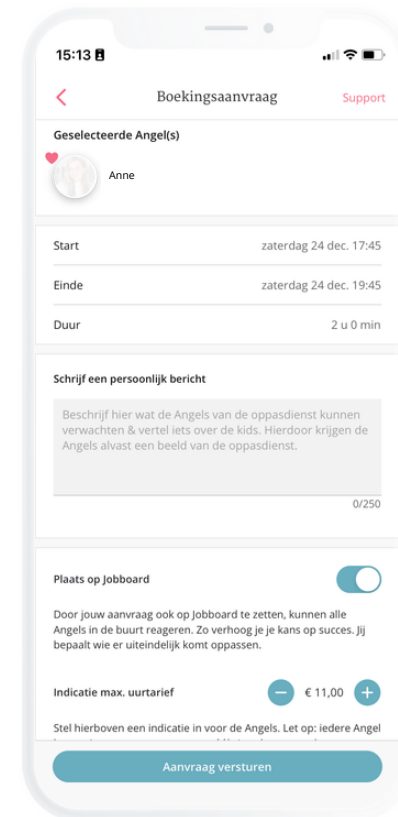 15:13
Boekingsaanvraag
Support
Geselecteerde Angel(s)
Anne
Start zaterdag 24 dec. 17:45
Einde zaterdag 24 dec. 19:45
Duur 2 u 0 min
Schrijf een persoonlijk bericht
Beschrijf hier wat de Angels van de oppasdienst kunnen
verwachten & vertel iets over de kids. Hierdoor krijgen de
Angels alvast een beeld van de oppasdienst.
0/250
Plaats op Jobboard
Door jouw aanvraag ook op Jobboard te zetten, kunnen alle
Angels in de buurt reageren. Zo verhoog je je kans op succes. Jij
bepaalt wie er uiteindelijk komt oppassen.
Indicatie max. uurtarief € 11,00
Stel hierboven een indicatie in voor de Angels. Let op: iedere Angel
Aanvraag versturen